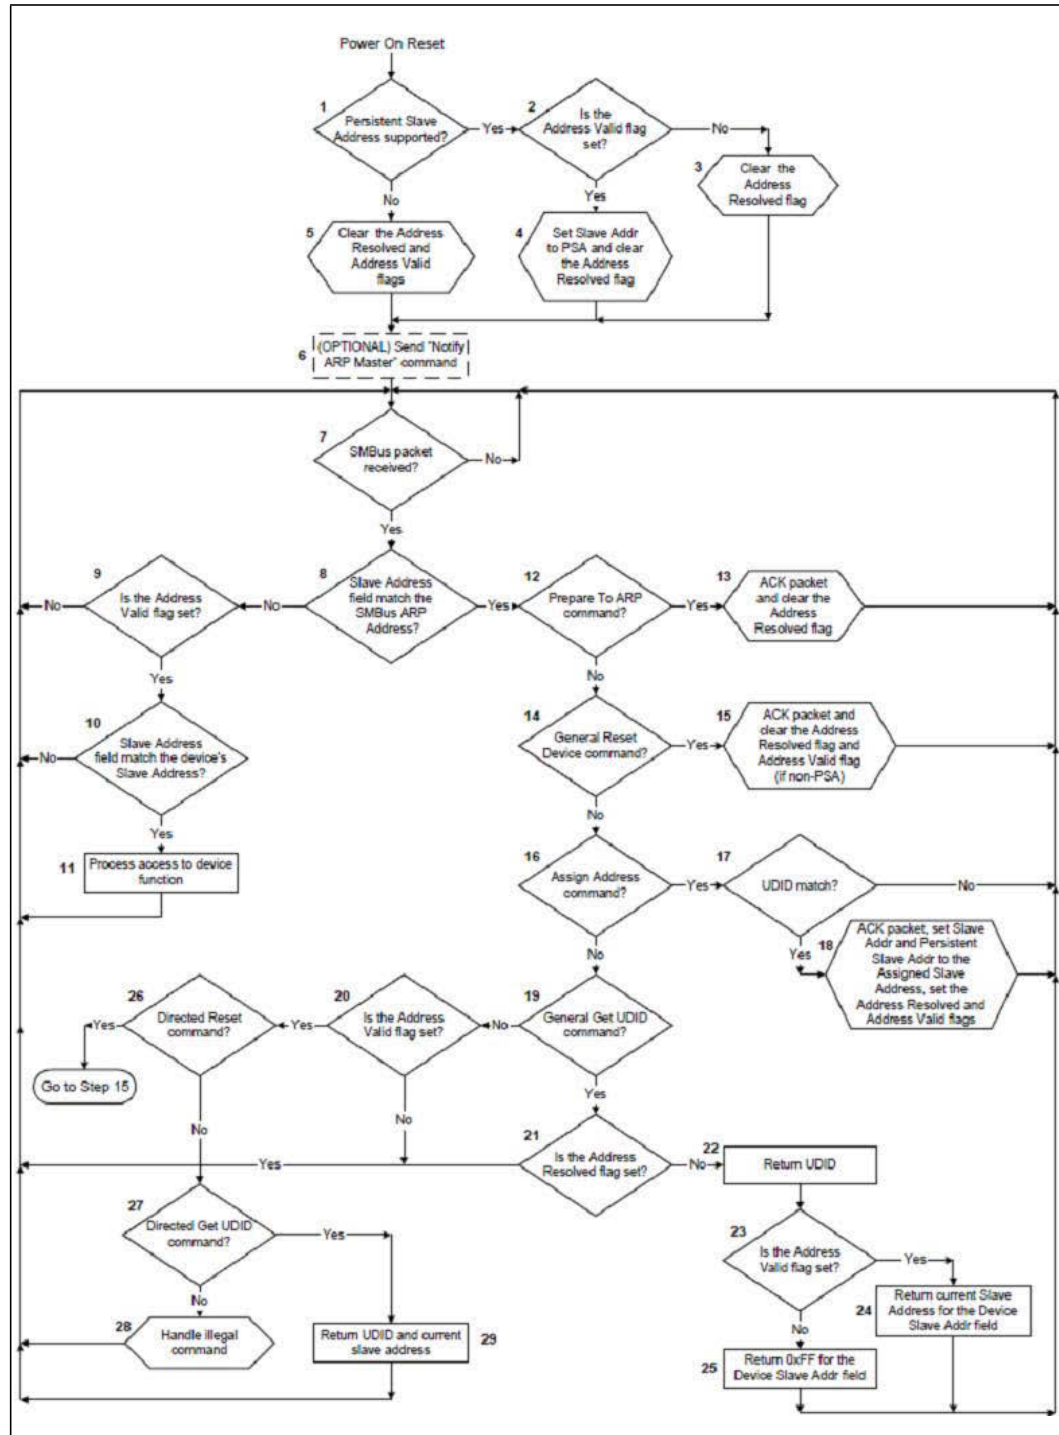 Power On Reset
1
Persistent Slave
Address supported?
Yes
2
Is the
Address Valid flag
set?
No
3
Clear the
Address
Resolved flag
No
Yes
5
Clear the Address
Resolved and
Address Valid
flags
4
Set Slave Addr
to PSA and clear
the Address
Resolved flag
6
(OPTIONAL) Send "Notify
ARP Master" command
7
SMBus packet
received?
No
Yes
9
Is the Address
Valid flag set?
No
8
Slave Address
field match the
SMBus ARP
Address?
No
Yes
12
Prepare To ARP
command?
Yes
13
ACK packet
and clear the
Address
Resolved flag
Yes
No
10
Slave Address
field match the device's
Slave Address?
No
14
General Reset
Device command?
Yes
15
ACK packet and
clear the Address
Resolved flag and
Address Valid flag
(if non-PSA)
Yes
No
11
Process access to device
function
16
Assign Address
command?
Yes
17
UDID match?
No
No
Yes
18
ACK packet, set Slave
Addr and Persistent
Slave Addr to the
Assigned Slave
Address, set the
Address Resolved and
Address Valid flags
26
Directed Reset
command?
Yes
20
Is the Address
Valid flag set?
Yes
19
General Get UDID
command?
No
Go to Step 15
No
No
Yes
21
Is the Address
Resolved flag set?
Yes
No
22
Return UDID
27
Directed Get UDID
command?
Yes
23
Is the Address
Valid flag set?
Yes
No
28
Handle illegal
command
Return UDID and current
slave address
29
24
Return current Slave
Address for the Device
Slave Addr field
No
25
Return 0xFF for the
Device Slave Addr field